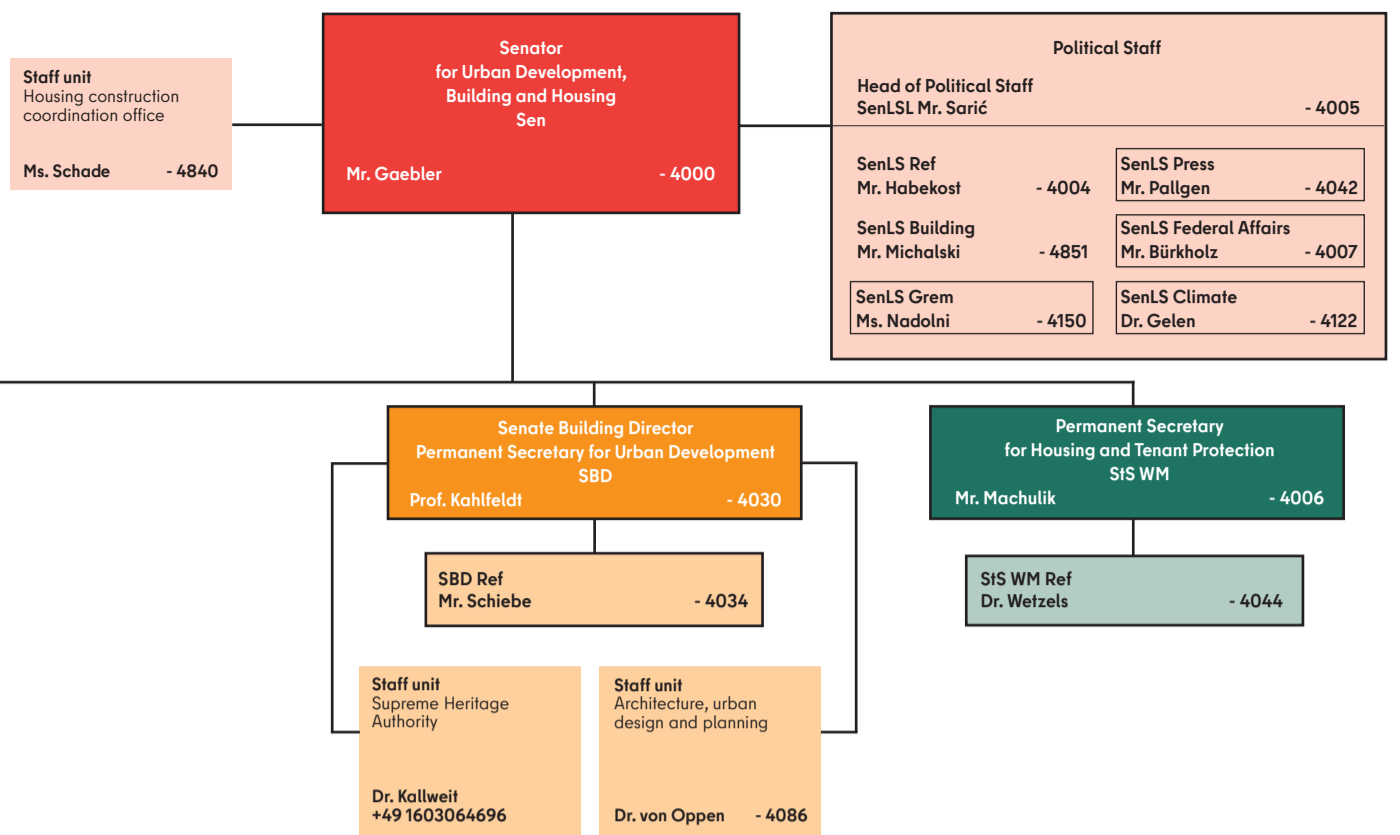 Staff unit
Housing construction
coordination office
Ms. Schade - 4840
Senator
for Urban Development,
Building and Housing
Sen
Mr. Gaebler - 4000
Political Staff
Head of Political Staff
SenLSL Mr. Sarić - 4005
SenLS Ref
Mr. Habekost - 4004
SenLS Press
Mr. Pallgen - 4042
SenLS Building
Mr. Michalski - 4851
SenLS Federal Affairs
Mr. Bürkholz - 4007
SenLS Grem
Ms. Nadolni - 4150
SenLS Climate
Dr. Gelen - 4122
Senate Building Director
Permanent Secretary for Urban Development
SBD
Prof. Kahlfeldt - 4030
Permanent Secretary
for Housing and Tenant Protection
StS WM
Mr. Machulik - 4006
SBD Ref
Mr. Schiebe - 4034
StS WM Ref
Dr. Wetzels - 4044
Staff unit
Supreme Heritage
Authority
Dr. Kallweit
+49 1603064696
Staff unit
Architecture, urban
design and planning
Dr. von Oppen - 4086